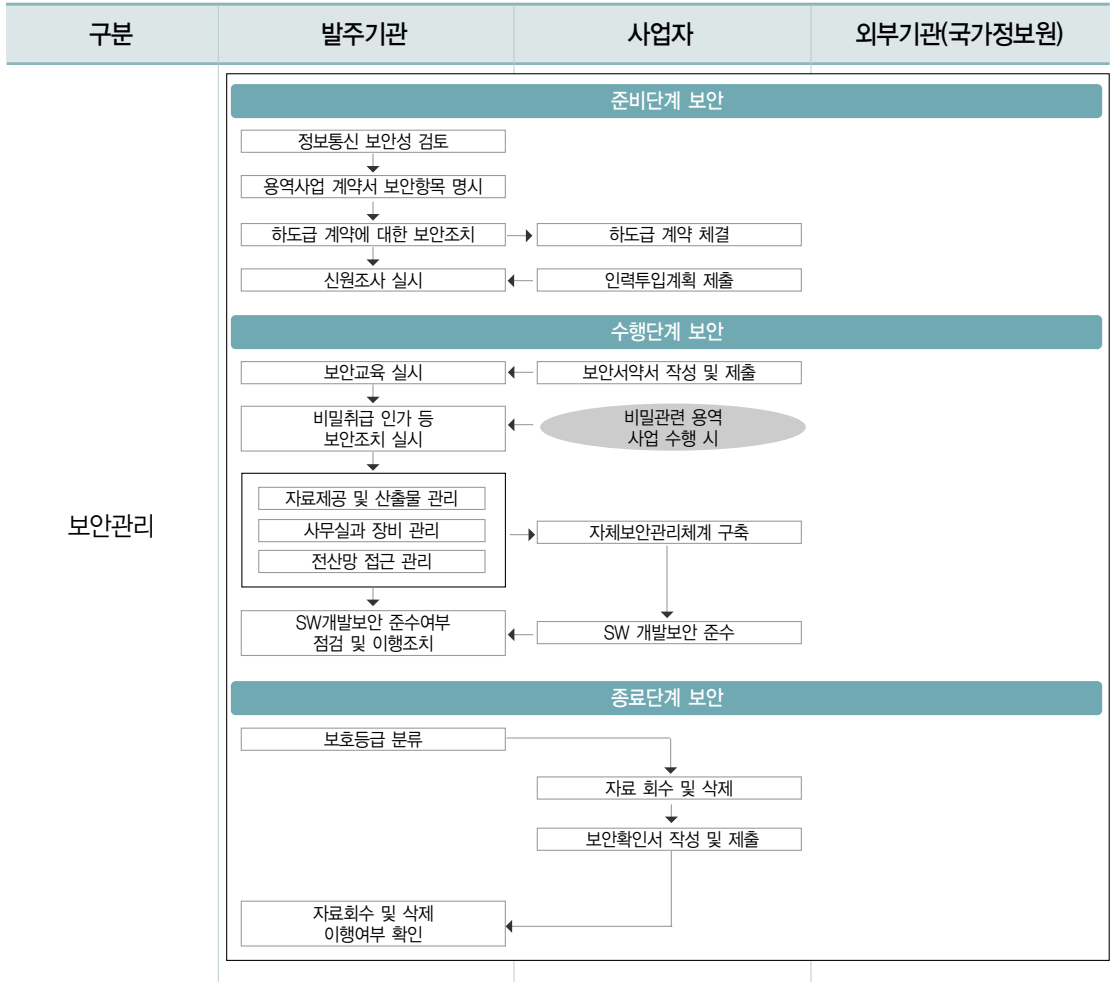 구분 발주기관 사업자 외부기관(국가정보원)
준비단계 보안
정보통신 보안성 검토
용역사업 계약서 보안항목 명시
하도급 계약에 대한 보안조치 하도급 계약 체결
신원조사 실시 인력투입계획 제출
수행단계 보안
보안교육 실시 보안서약서 작성 및 제출
비밀취급 인가 등
보안조치 실시
비밀관련 용역
사업 수행 시
자료제공 및 산출물 관리
보안관리
사무실과 장비 관리 자체보안관리체계 구축
전산망 접근 관리
SW개발보안 준수여부
점검 및 이행조치
SW 개발보안 준수
종료단계 보안
보호등급 분류
자료 회수 및 삭제
보안확인서 작성 및 제출
자료회수 및 삭제
이행여부 확인